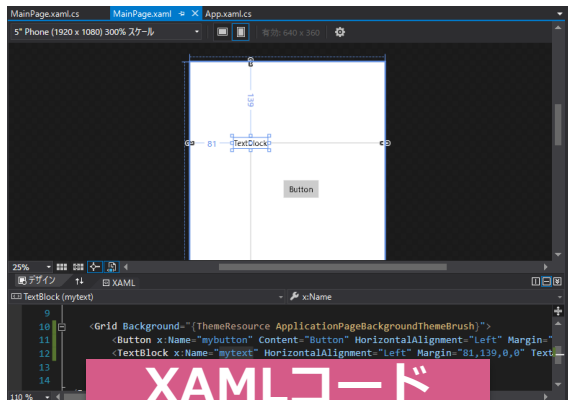 MainPage.xaml.cs MainPage.xaml App.xaml.cs
5" Phone (1920 x 1080) 300% スケール 有効: 640 x 360
139
81 TextBlock
Button
25%
デザイン XAML
TextBlock (mytext) x:Name
9
10 <Grid Background="{ThemeResource ApplicationPageBackgroundThemeBrush}">
11 <Button x:Name="mybutton" Content="Button" HorizontalAlignment="Left" Margin="
12 <TextBlock x:Name="mytext" HorizontalAlignment="Left" Margin="81,139,0,0" Text
13
14
XAMLコード
110 %